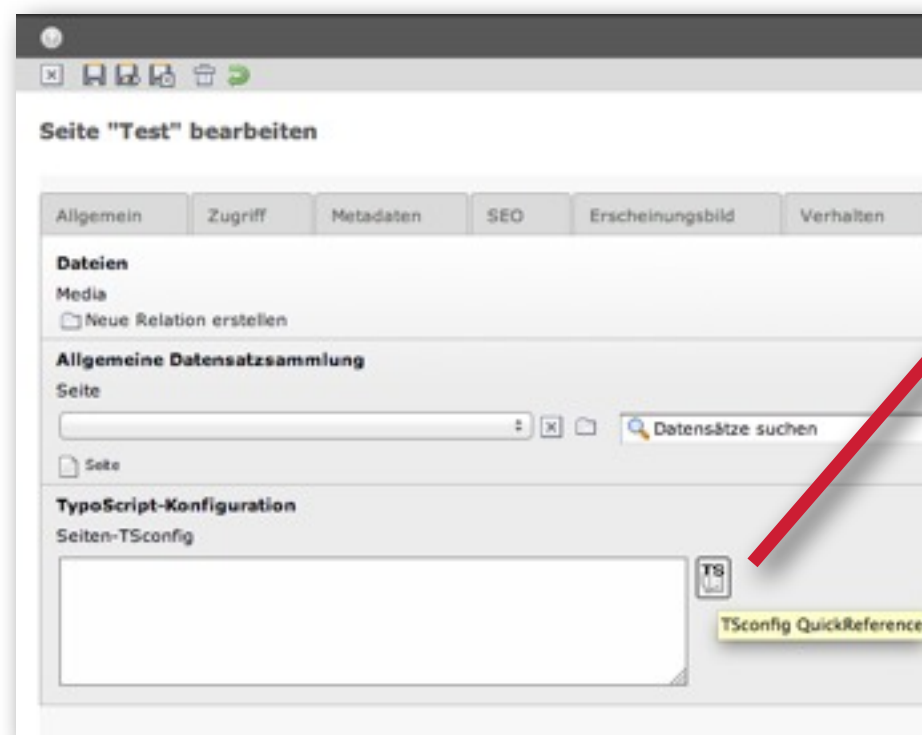 Seite "Test" bearbeiten
Allgemein Zugriff Metadaten SEO Erscheinungsbild Verhalten
Dateien
Media
Neue Relation erstellen
Allgemeine Datensatzsammlung
Seite
Datensätze suchen
Seite
TypoScript-Konfiguration
Seiten-TSconfig
TS
TSconfig QuickReference